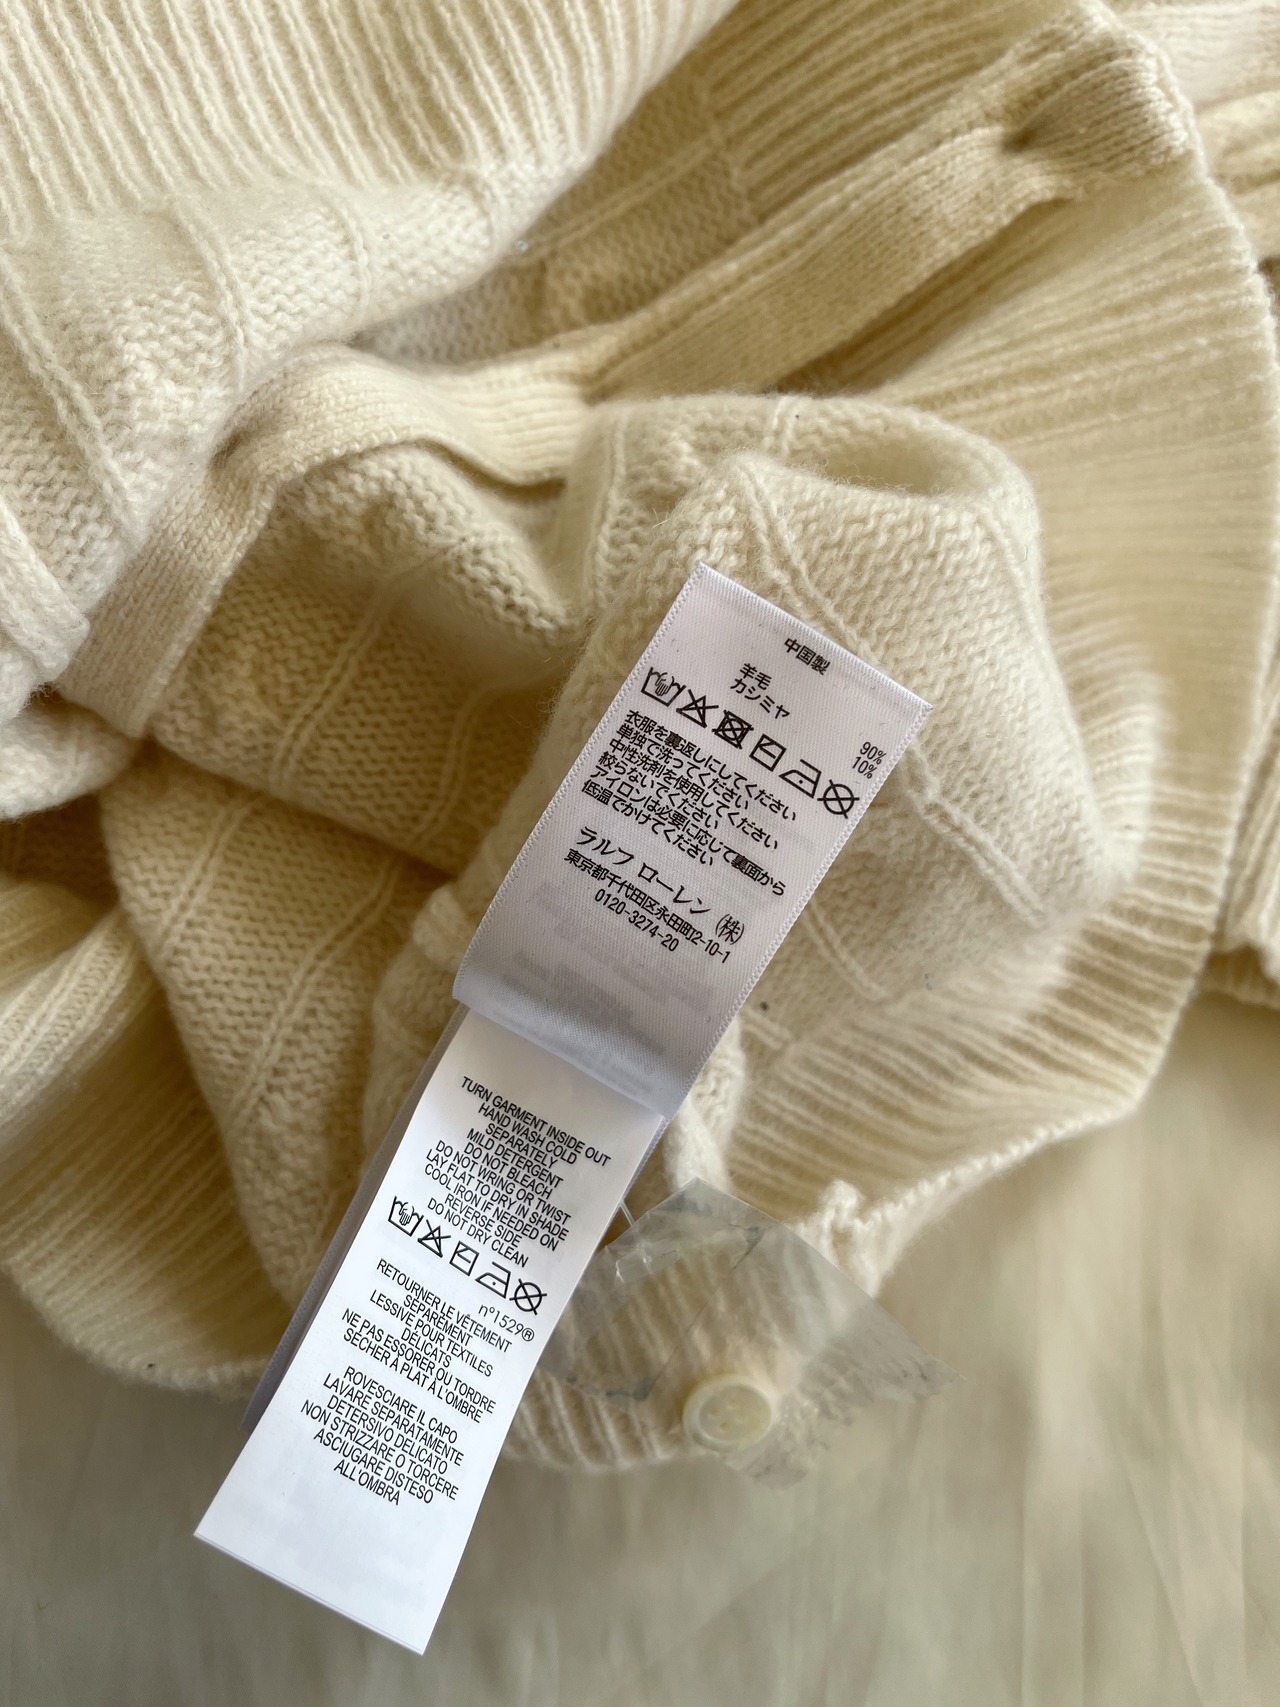 中国製
羊毛 90%
カシミヤ 10%
衣服を裏返しにしてください
単独で洗ってください
中性洗剤を使用してください
絞らないでください
アイロンは必要に応じて裏面から
低温でかけてください
ラルフ ローレン (株)
東京都千代田区永田町2-10-1
0120-3274-20
TURN GARMENT INSIDE OUT
HAND WASH COLD
SEPARATELY
MILD DETERGENT
DO NOT BLEACH
DO NOT WRING OR TWIST
LAY FLAT TO DRY IN SHADE
COOL IRON IF NEEDED ON
REVERSE SIDE
DO NOT DRY CLEAN
n°1529®
RETOURNER LE VÊTEMENT
SÉPARÉMENT
LESSIVE POUR TEXTILES
DÉLICATS
NE PAS ESSORER OU TORDRE
SÉCHER À PLAT À L'OMBRE
ROVESCIARE IL CAPO
LAVARE SEPARATAMENTE
DETERSIVO DELICATO
NON STRIZZARE O TORCERE
ASCIUGARE DISTESO
ALL'OMBRA